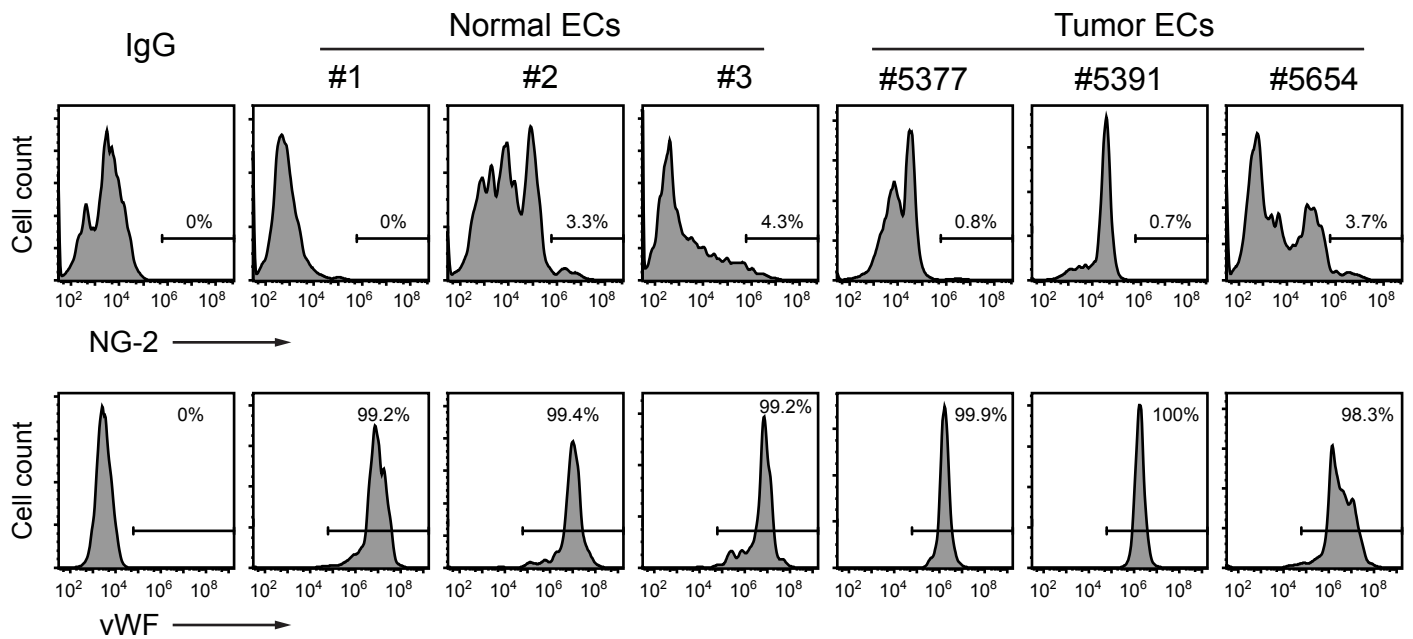 IgG Normal ECs Tumor ECs
#1 #2 #3 #5377 #5391 #5654
Cell count
0% 0% 3.3% 4.3% 0.8% 0.7% 3.7%
10² 10⁴ 10⁶ 10⁸ 10² 10⁴ 10⁶ 10⁸ 10² 10⁴ 10⁶ 10⁸ 10² 10⁴ 10⁶ 10⁸ 10² 10⁴ 10⁶ 10⁸ 10² 10⁴ 10⁶ 10⁸ 10² 10⁴ 10⁶ 10⁸
NG-2
Cell count
0% 99.2% 99.4% 99.2% 99.9% 100% 98.3%
10² 10⁴ 10⁶ 10⁸ 10² 10⁴ 10⁶ 10⁸ 10² 10⁴ 10⁶ 10⁸ 10² 10⁴ 10⁶ 10⁸ 10² 10⁴ 10⁶ 10⁸ 10² 10⁴ 10⁶ 10⁸ 10² 10⁴ 10⁶ 10⁸
vWF